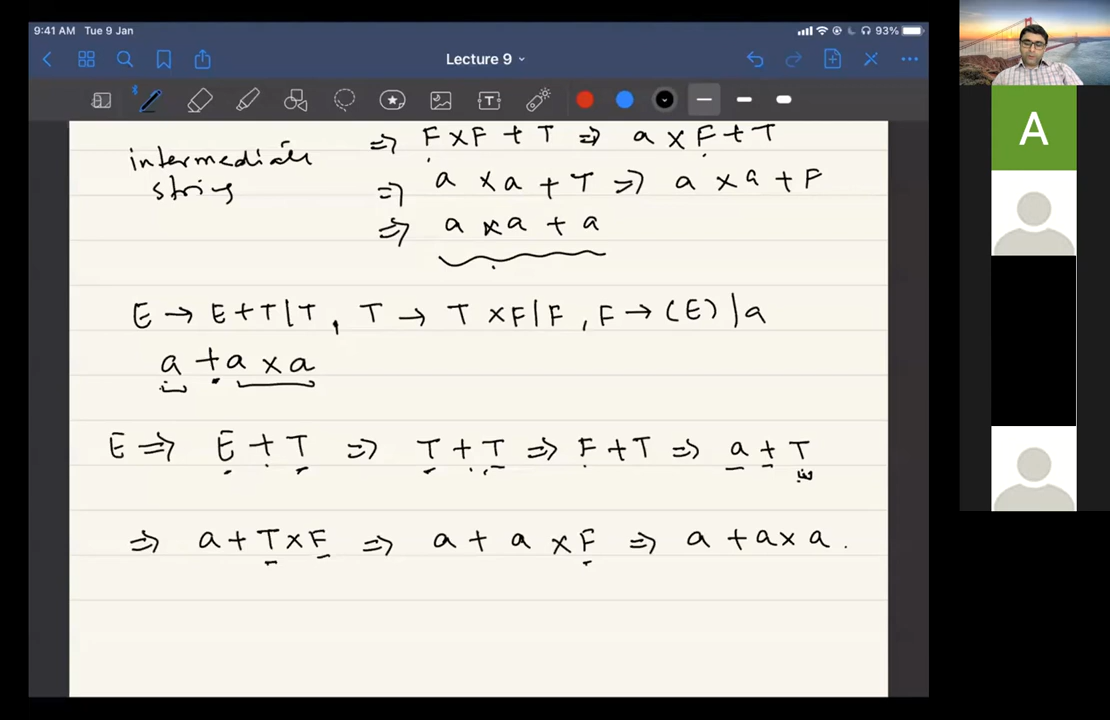 9:41 AM Tue 9 Jan 93%
Lecture 9
⇒ F × F + T ⇒ a × F + T
intermediate
string ⇒ a × a + T ⇒ a × a + F
⇒ a × a + a
E → E + T | T , T → T × F | F , F → (E) | a
a + a × a
E ⇒ E + T ⇒ T + T ⇒ F + T ⇒ a + T
⇒ a + T × F ⇒ a + a × F ⇒ a + a × a .
A